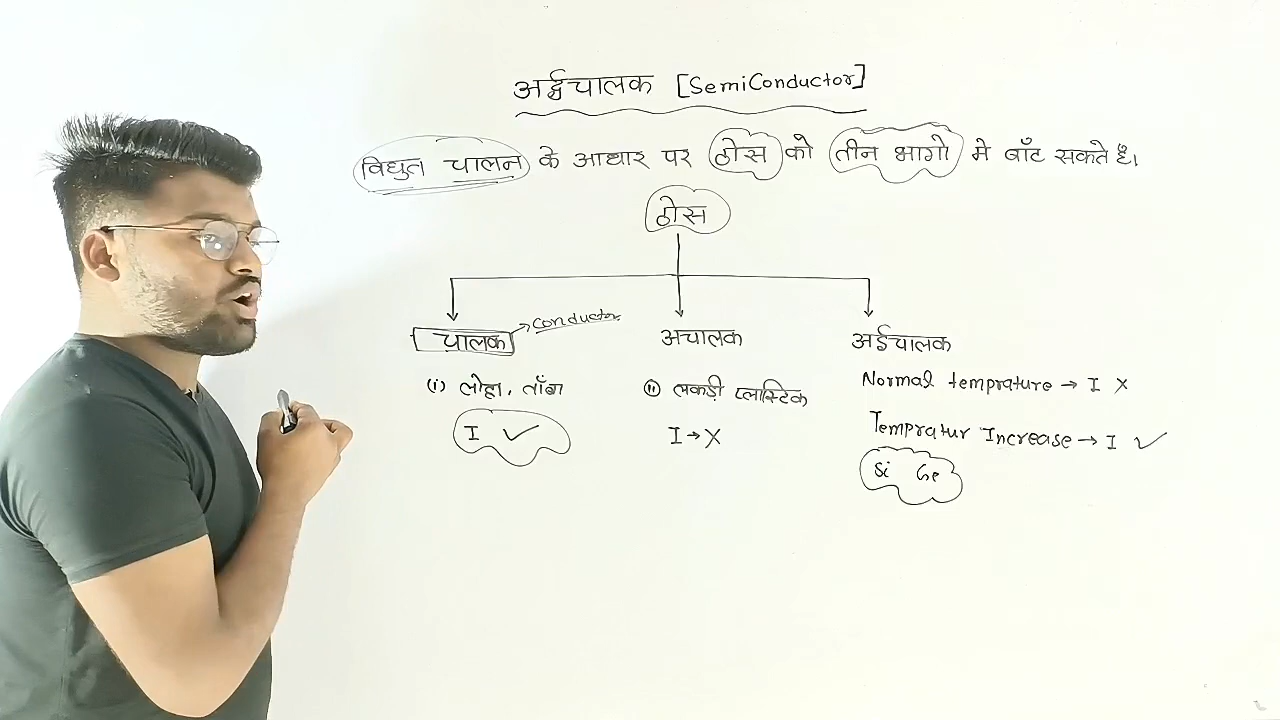 अर्द्धचालक [SemiConductor]
विधुत चालन के आधार पर ठोस को तीन भागो मे बाँट सकते है।
ठोस
चालक → Conductor
अचालक
अर्द्धचालक
(i) लोहा, ताँबा
I ✓
(ii) लकड़ी प्लास्टिक
I → X
Normal temprature → I X
Tempratur Increase → I ✓
Si Ge